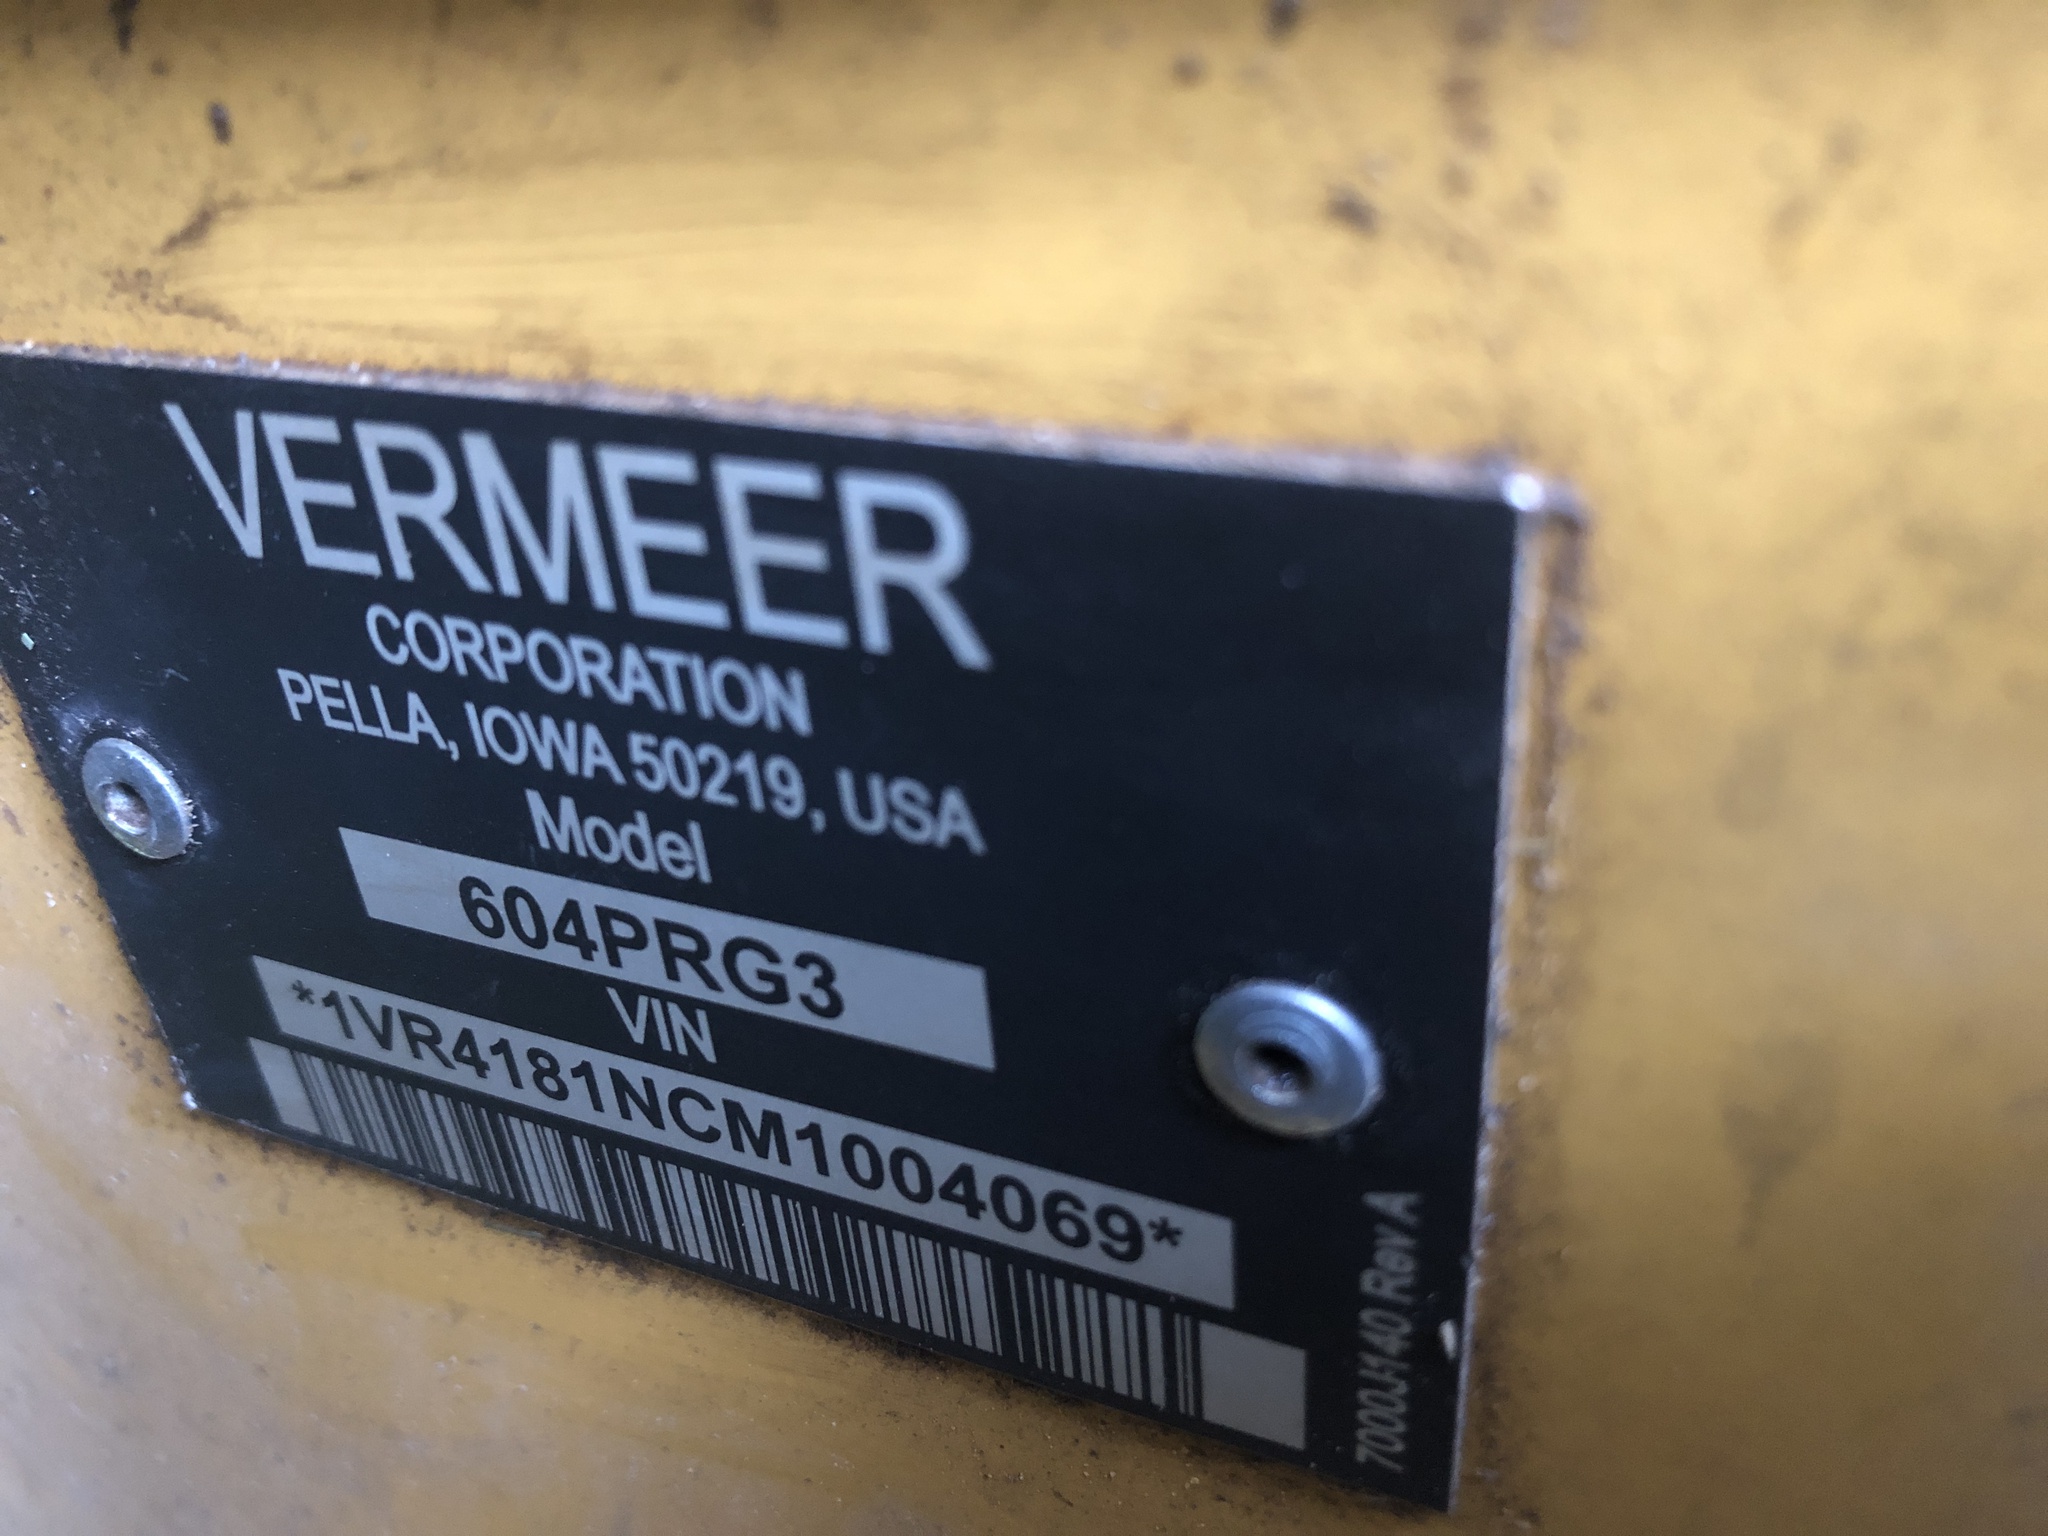 VERMEER
CORPORATION
PELLA, IOWA 50219, USA
Model
604PRG3
VIN
*1VR4181NCM1004069*
7000J140 Rev A